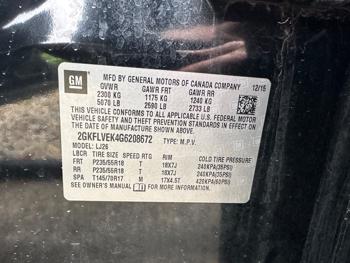 GM
MFD BY GENERAL MOTORS OF CANADA COMPANY 12/15
GVWR GAWR FRT GAWR RR
2300 KG 1175 KG 1240 KG
5070 LB 2590 LB 2733 LB
THIS VEHICLE CONFORMS TO ALL APPLICABLE U.S. FEDERAL MOTOR
VEHICLE SAFETY AND THEFT PREVENTION STANDARDS IN EFFECT ON
THE DATE OF MANUFACTURE SHOWN ABOVE.
2GKFLVEK4G6208672 TYPE: M.P.V.
MODEL: LJ26
LBCR TIRE SIZE SPEED RTG RIM COLD TIRE PRESSURE
FRT P235/55R18 T 18X7J 240KPA(35PSI)
RR P235/55R18 T 18X7J 240KPA(35PSI)
SPA T145/70R17 M 17X4.5T 420KPA(60PSI)
SEE OWNER'S MANUAL FOR ADDITIONAL INFORMATION.